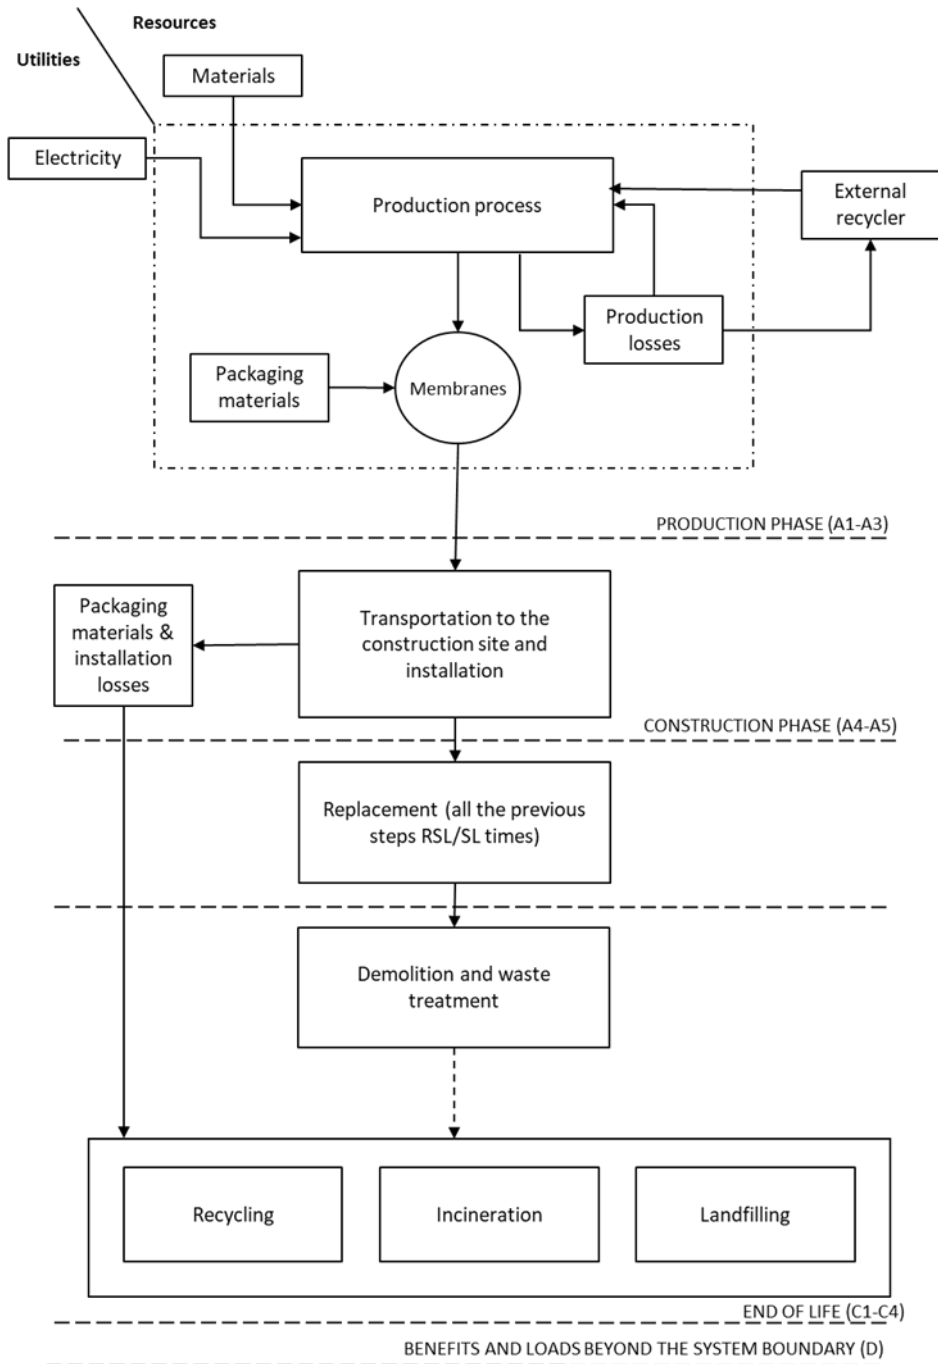 Resources
Utilities
Materials
Electricity
Production process
External
recycler
Production
losses
Packaging
materials
Membranes
PRODUCTION PHASE (A1-A3)
Packaging
materials &
installation
losses
Transportation to the
construction site and
installation
CONSTRUCTION PHASE (A4-A5)
Replacement (all the previous
steps RSL/SL times)
Demolition and waste
treatment
Recycling
Incineration
Landfilling
END OF LIFE (C1-C4)
BENEFITS AND LOADS BEYOND THE SYSTEM BOUNDARY (D)